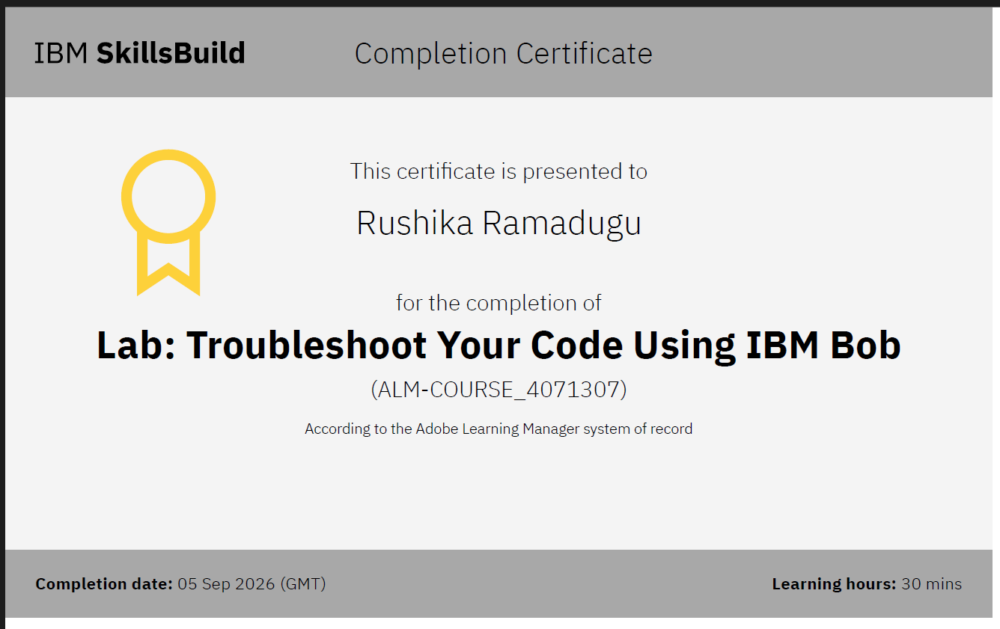 IBM SkillsBuild
Completion Certificate
This certificate is presented to
Rushika Ramadugu
for the completion of
Lab: Troubleshoot Your Code Using IBM Bob
(ALM-COURSE_4071307)
According to the Adobe Learning Manager system of record
Completion date: 05 Sep 2026 (GMT)
Learning hours: 30 mins